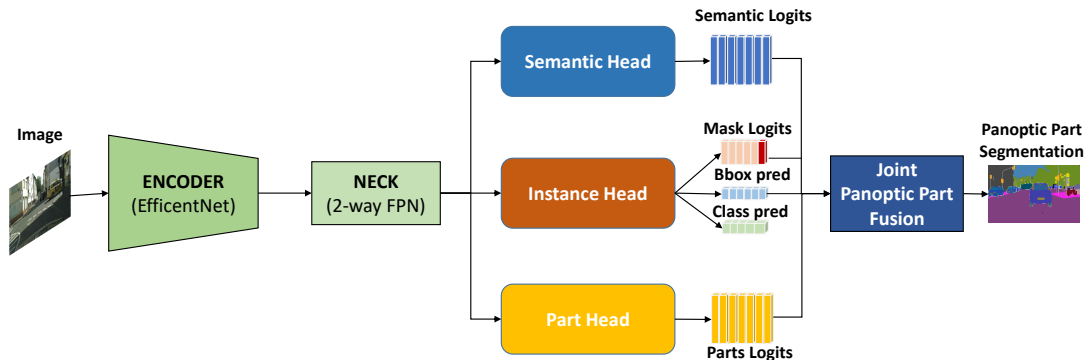 Image
ENCODER
(EfficentNet)
NECK
(2-way FPN)
Semantic Head
Semantic Logits
Instance Head
Mask Logits
Bbox pred
Class pred
Part Head
Parts Logits
Joint
Panoptic Part
Fusion
Panoptic Part
Segmentation